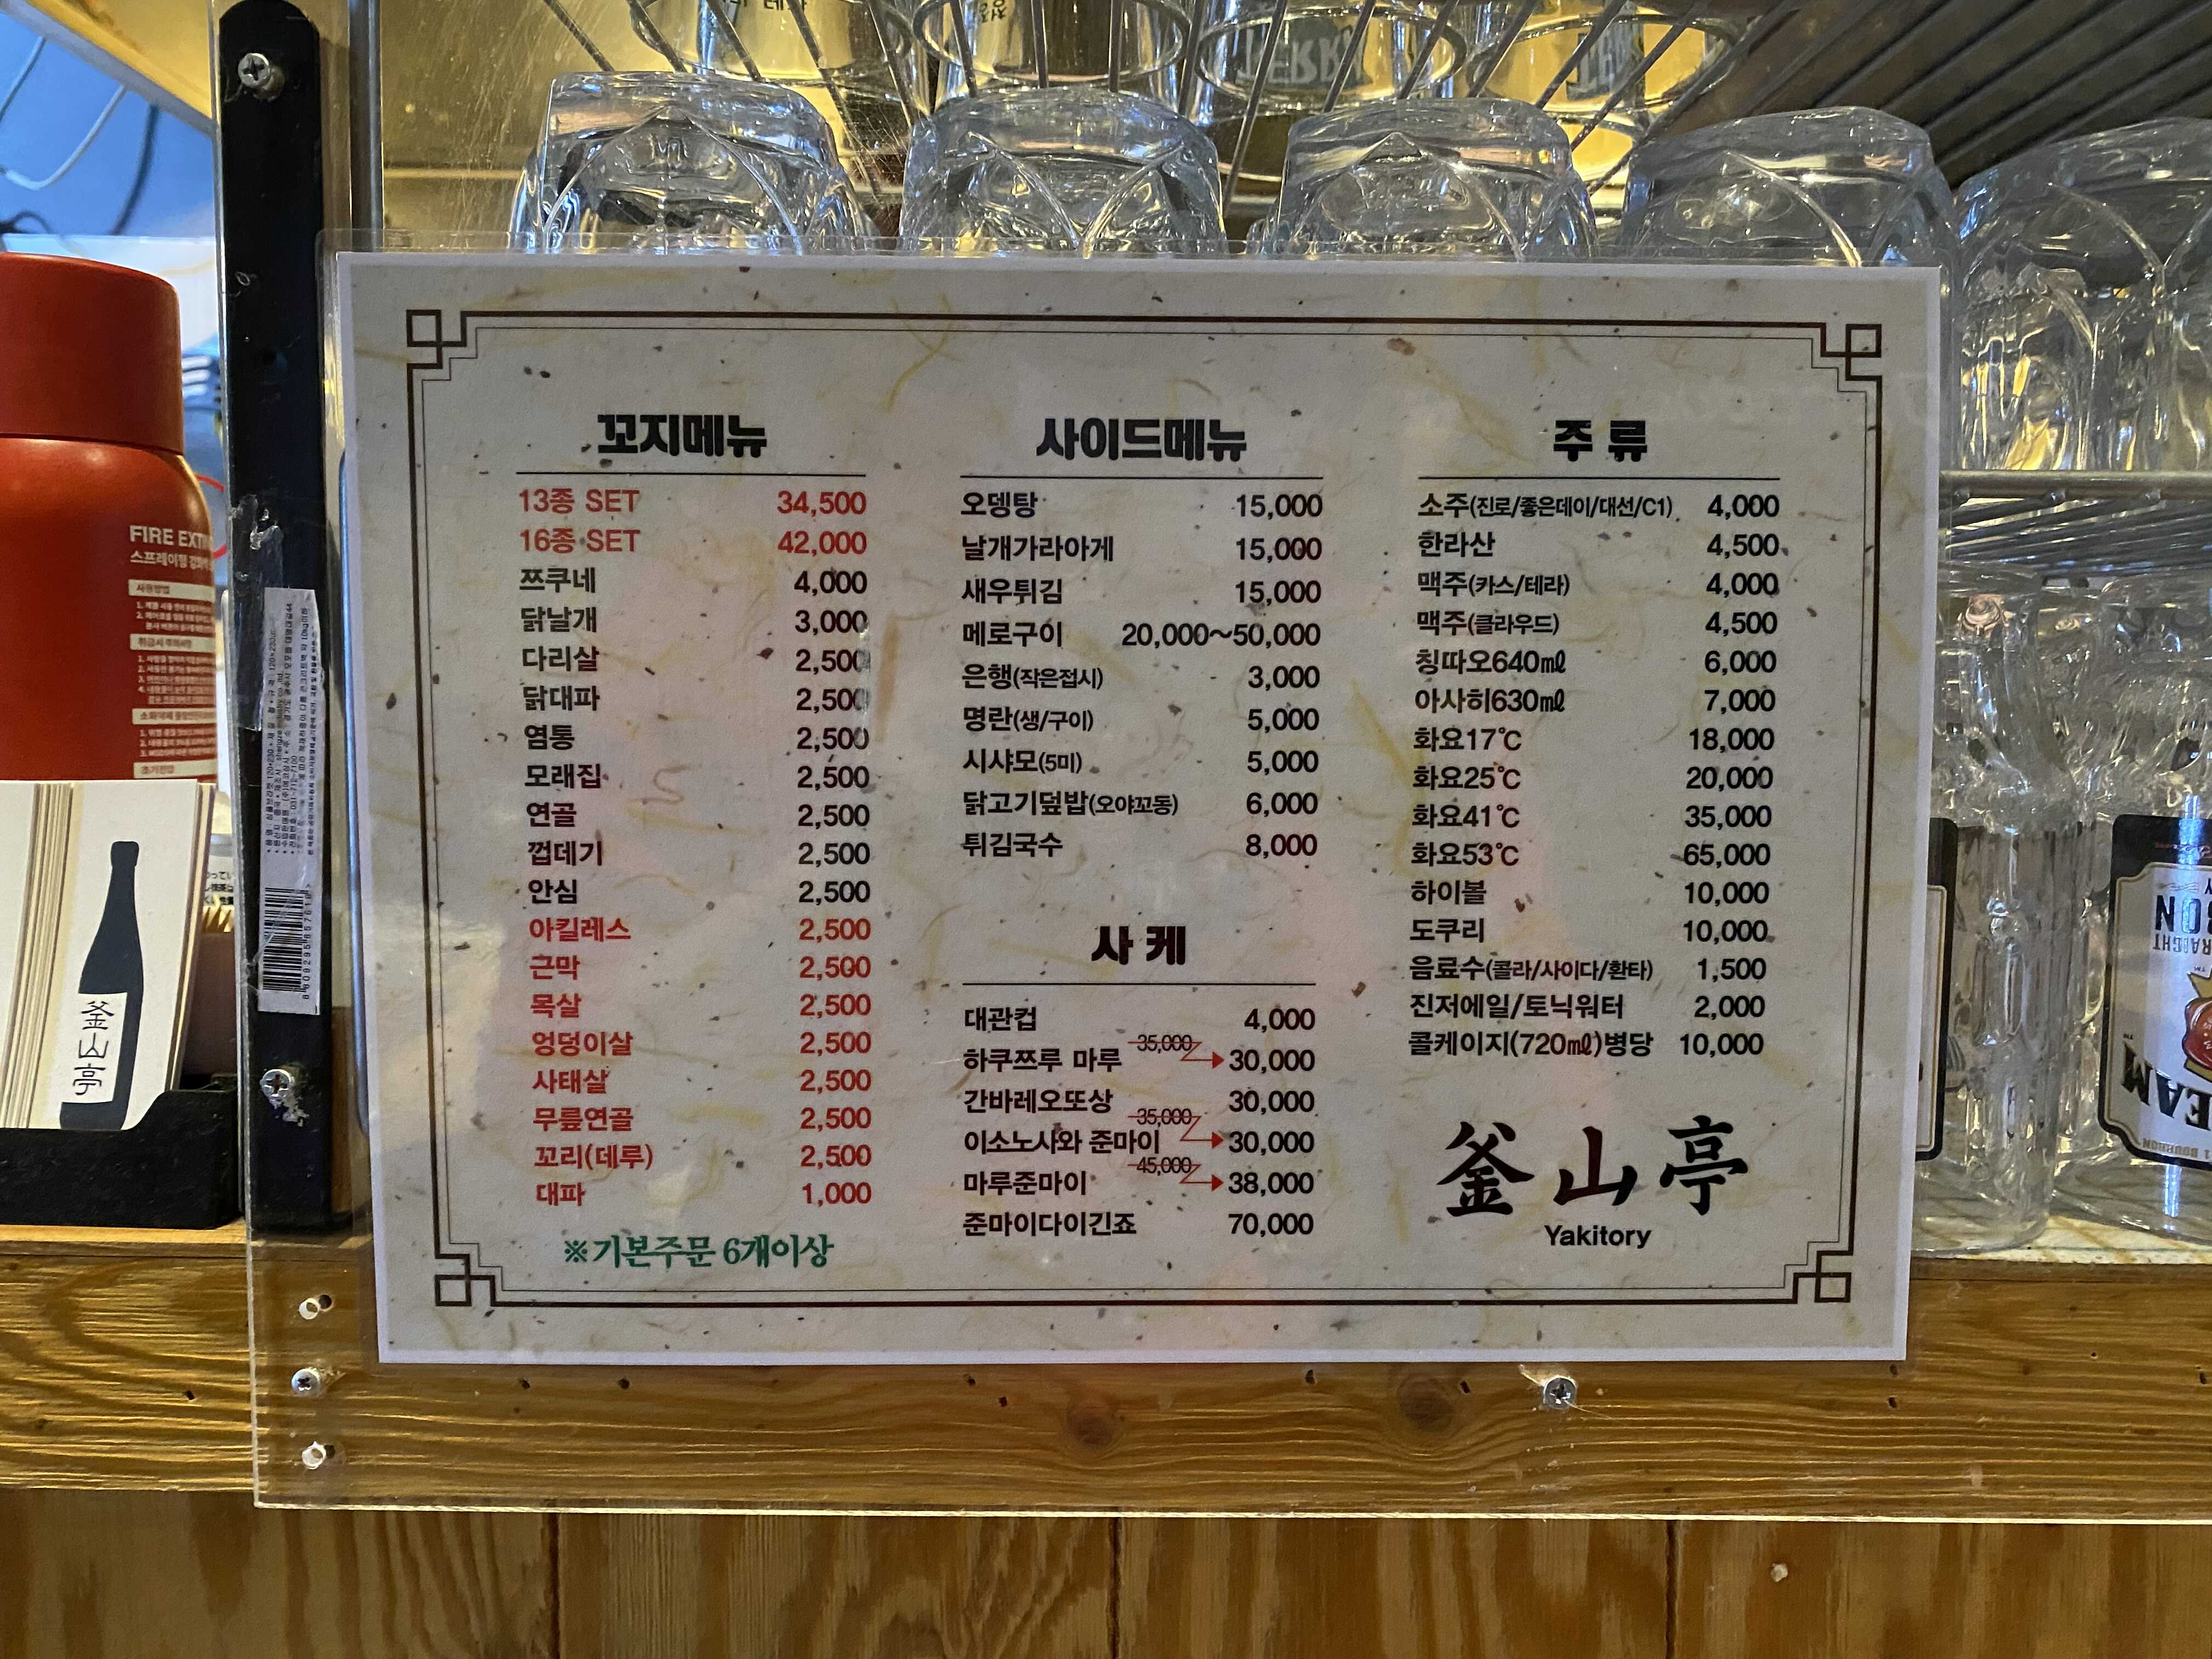 꼬지메뉴
13종 SET 34,500
16종 SET 42,000
쯔쿠네 4,000
닭날개 3,000
다리살 2,500
닭대파 2,500
염통 2,500
모래집 2,500
연골 2,500
껍데기 2,500
안심 2,500
아킬레스 2,500
근막 2,500
목살 2,500
엉덩이살 2,500
사태살 2,500
무릎연골 2,500
꼬리(데루) 2,500
대파 1,000
※기본주문 6개이상
사이드메뉴
오뎅탕 15,000
날개가라아게 15,000
새우튀김 15,000
메로구이 20,000~50,000
은행(작은접시) 3,000
명란(생/구이) 5,000
시샤모(5미) 5,000
닭고기덮밥(오야꼬동) 6,000
튀김국수 8,000
사케
대관컵 4,000
하쿠쯔루 마루 35,000 30,000
간바레오또상 30,000
이소노사와 준마이 35,000 30,000
마루준마이 45,000 38,000
준마이다이긴죠 70,000
주 류
소주(진로/좋은데이/대선/C1) 4,000
한라산 4,500
맥주(카스/테라) 4,000
맥주(클라우드) 4,500
칭따오640㎖ 6,000
아사히630㎖ 7,000
화요17℃ 18,000
화요25℃ 20,000
화요41℃ 35,000
화요53℃ 65,000
하이볼 10,000
도쿠리 10,000
음료수(콜라/사이다/환타) 1,500
진저에일/토닉워터 2,000
콜케이지(720㎖)병당 10,000
釜山亭
Yakitory
FIRE
스프레이형
사용방법
釜山亭